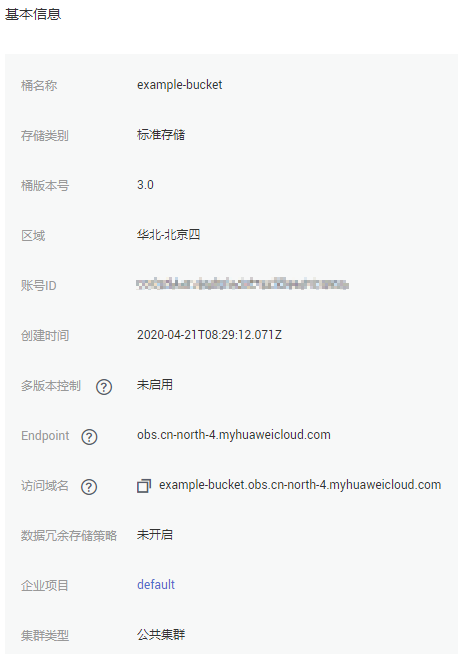 基本信息
桶名称 example-bucket
存储类别 标准存储
桶版本号 3.0
区域 华北-北京四
账号ID
创建时间 2020-04-21T08:29:12.071Z
多版本控制 ? 未启用
Endpoint ? obs.cn-north-4.myhuaweicloud.com
访问域名 ? example-bucket.obs.cn-north-4.myhuaweicloud.com
数据冗余存储策略 未开启
企业项目 default
集群类型 公共集群